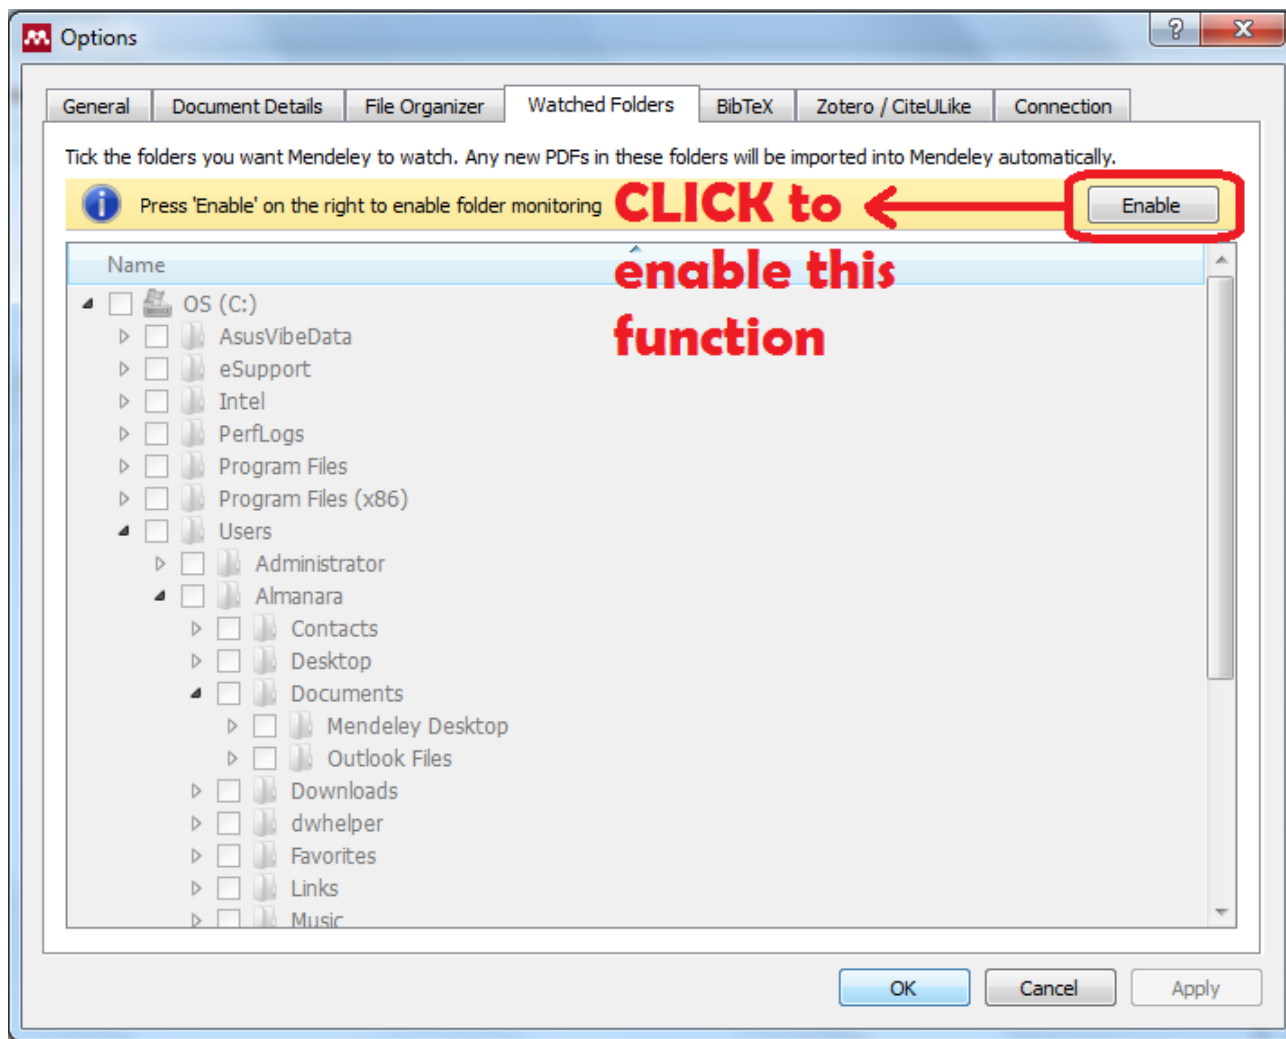 Options
General Document Details File Organizer Watched Folders BibTeX Zotero / CiteULike Connection
Tick the folders you want Mendeley to watch. Any new PDFs in these folders will be imported into Mendeley automatically.
Press 'Enable' on the right to enable folder monitoring
CLICK to
Enable
enable this
function
Name
OS (C:)
AsusVibeData
eSupport
Intel
PerfLogs
Program Files
Program Files (x86)
Users
Administrator
Almanara
Contacts
Desktop
Documents
Mendeley Desktop
Outlook Files
Downloads
dwhelper
Favorites
Links
Music
OK Cancel Apply